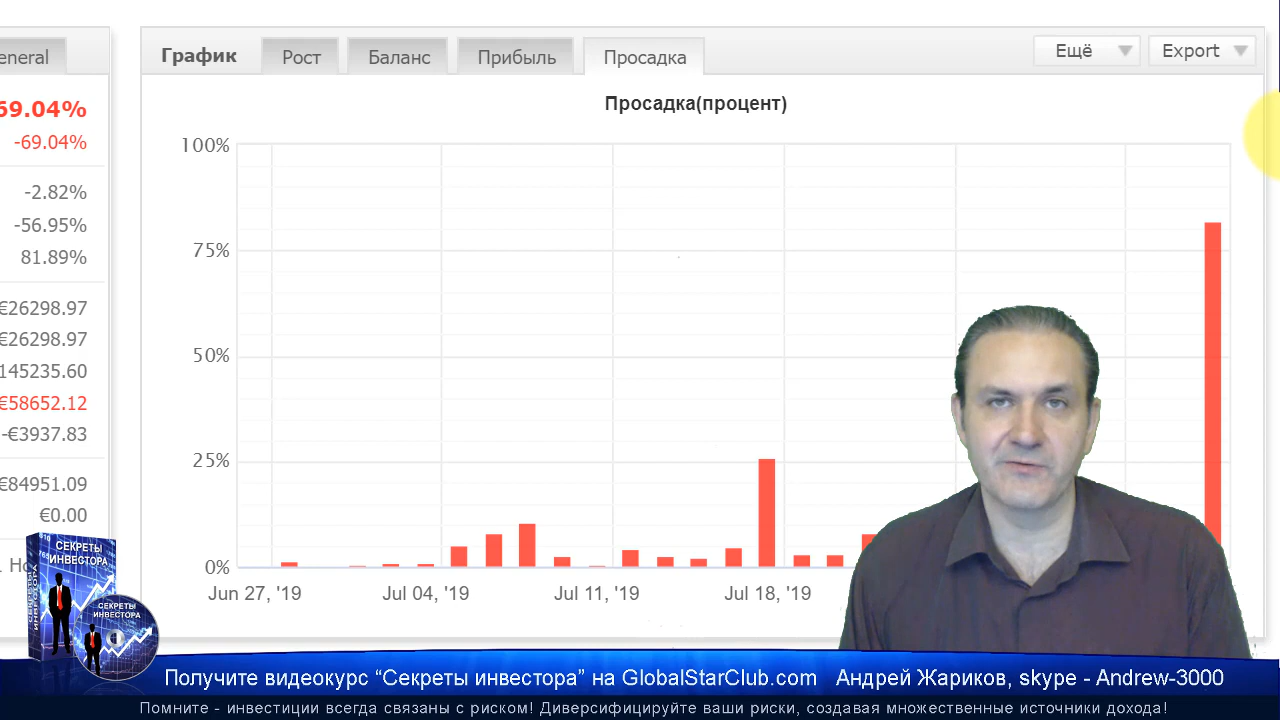 eneral
График
Рост
Баланс
Прибыль
Просадка
Ещё
Export
69.04%
-69.04%
-2.82%
-56.95%
81.89%
€26298.97
€26298.97
145235.60
€58652.12
-€3937.83
€84951.09
€0.00
Просадка(процент)
100%
75%
50%
25%
0%
Jun 27, '19
Jul 04, '19
Jul 11, '19
Jul 18, '19
СЕКРЕТЫ
ИНВЕСТОРА
СЕКРЕТЫ
ИНВЕСТОРА
Получите видеокурс “Секреты инвестора” на GlobalStarClub.com Андрей Жариков, skype - Andrew-3000
Помните - инвестиции всегда связаны с риском! Диверсифицируйте ваши риски, создавая множественные источники дохода!